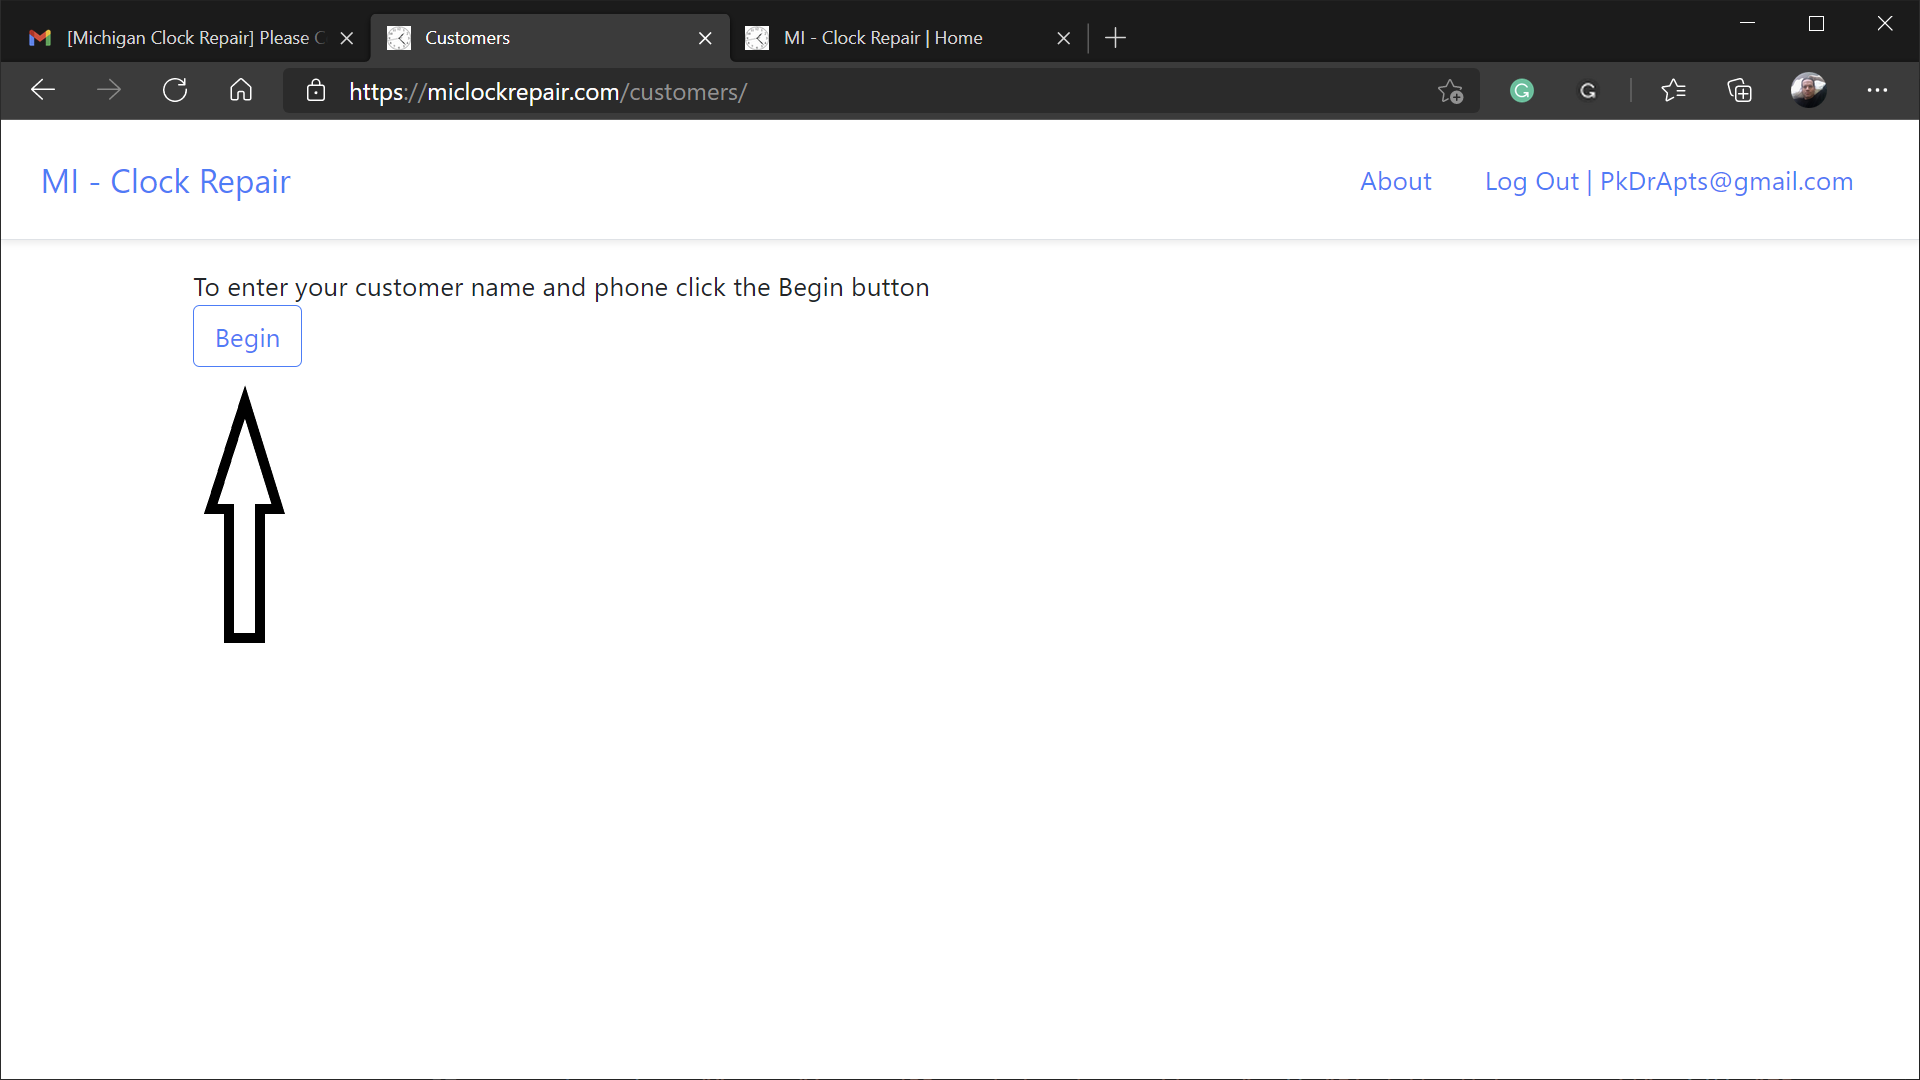 [Michigan Clock Repair] Please
Customers
MI - Clock Repair | Home
https://miclockrepair.com/customers/
MI - Clock Repair
About
Log Out | PkDrApts@gmail.com
To enter your customer name and phone click the Begin button
Begin